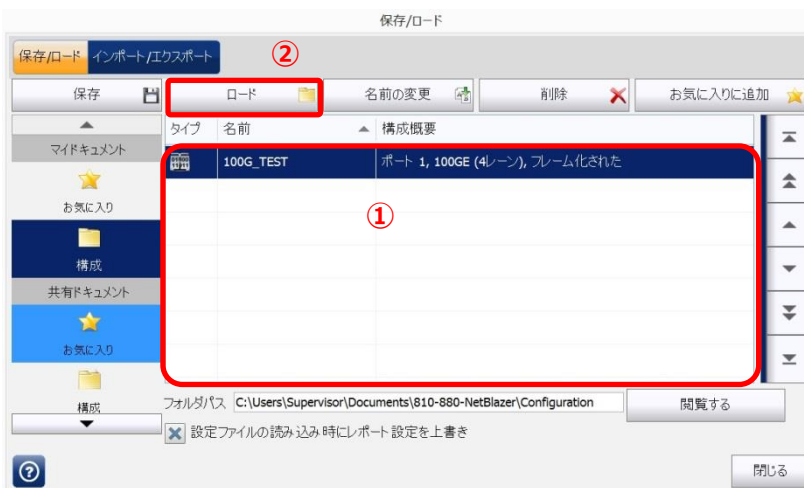 保存/ロード
保存/ロード インポート/エクスポート ②
保存 ロード 名前の変更 削除 お気に入りに追加
タイプ 名前 構成概要
マイドキュメント
100G_TEST ポート 1, 100GE (4レーン), フレーム化された
お気に入り
①
構成
共有ドキュメント
お気に入り
構成
フォルダパス C:\Users\Supervisor\Documents\810-880-NetBlazer\Configuration 閲覧する
設定ファイルの読み込み時にレポート設定を上書き
? 閉じる